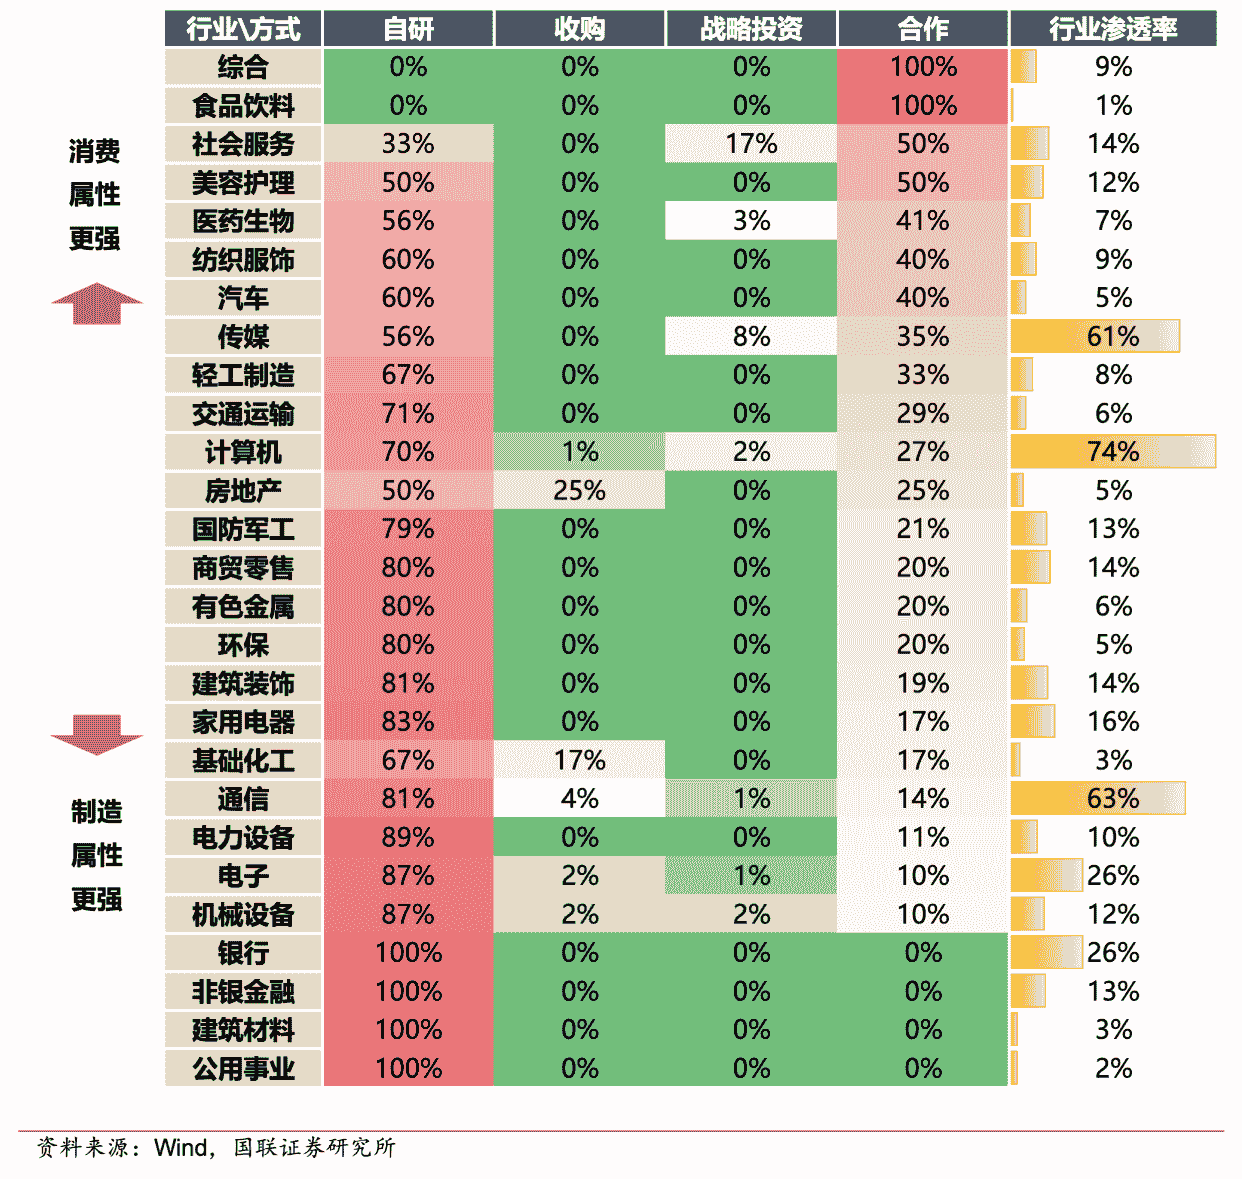 行业\方式 自研 收购 战略投资 合作 行业渗透率
综合 0% 0% 0% 100% 9%
食品饮料 0% 0% 0% 100% 1%
社会服务 33% 0% 17% 50% 14%
美容护理 50% 0% 0% 50% 12%
医药生物 56% 0% 3% 41% 7%
纺织服饰 60% 0% 0% 40% 9%
汽车 60% 0% 0% 40% 5%
传媒 56% 0% 8% 35% 61%
轻工制造 67% 0% 0% 33% 8%
交通运输 71% 0% 0% 29% 6%
计算机 70% 1% 2% 27% 74%
房地产 50% 25% 0% 25% 5%
国防军工 79% 0% 0% 21% 13%
商贸零售 80% 0% 0% 20% 14%
有色金属 80% 0% 0% 20% 6%
环保 80% 0% 0% 20% 5%
建筑装饰 81% 0% 0% 19% 14%
家用电器 83% 0% 0% 17% 16%
基础化工 67% 17% 0% 17% 3%
通信 81% 4% 1% 14% 63%
电力设备 89% 0% 0% 11% 10%
电子 87% 2% 1% 10% 26%
机械设备 87% 2% 2% 10% 12%
银行 100% 0% 0% 0% 26%
非银金融 100% 0% 0% 0% 13%
建筑材料 100% 0% 0% 0% 3%
公用事业 100% 0% 0% 0% 2%
消费
属性
更强
制造
属性
更强
资料来源：Wind，国联证券研究所